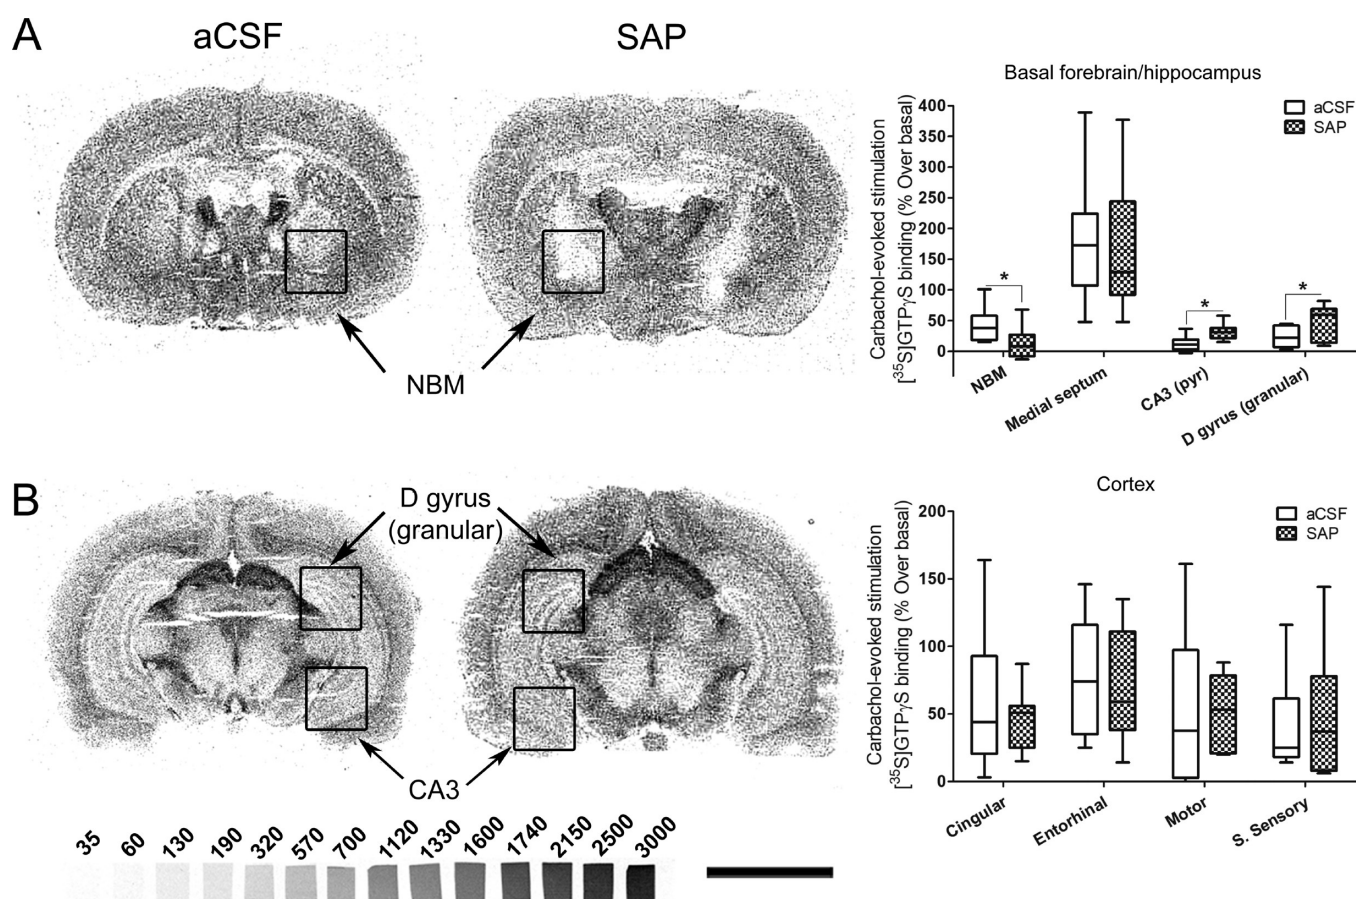 A
aCSF
SAP
NBM
Basal forebrain/hippocampus
Carbachol-evoked stimulation
[³⁵S]GTPγS binding (% Over basal)
400
350
300
250
200
150
100
50
0
aCSF
SAP
*
*
*
NBM
Medial septum
CA3 (pyr)
D gyrus (granular)
B
D gyrus
(granular)
CA3
Cortex
Carbachol-evoked stimulation
[³⁵S]GTPγS binding (% Over basal)
200
150
100
50
0
aCSF
SAP
Cingular
Entorhinal
Motor
S. Sensory
35 60 130 190 320 570 700 1120 1330 1600 1740 2150 2500 3000